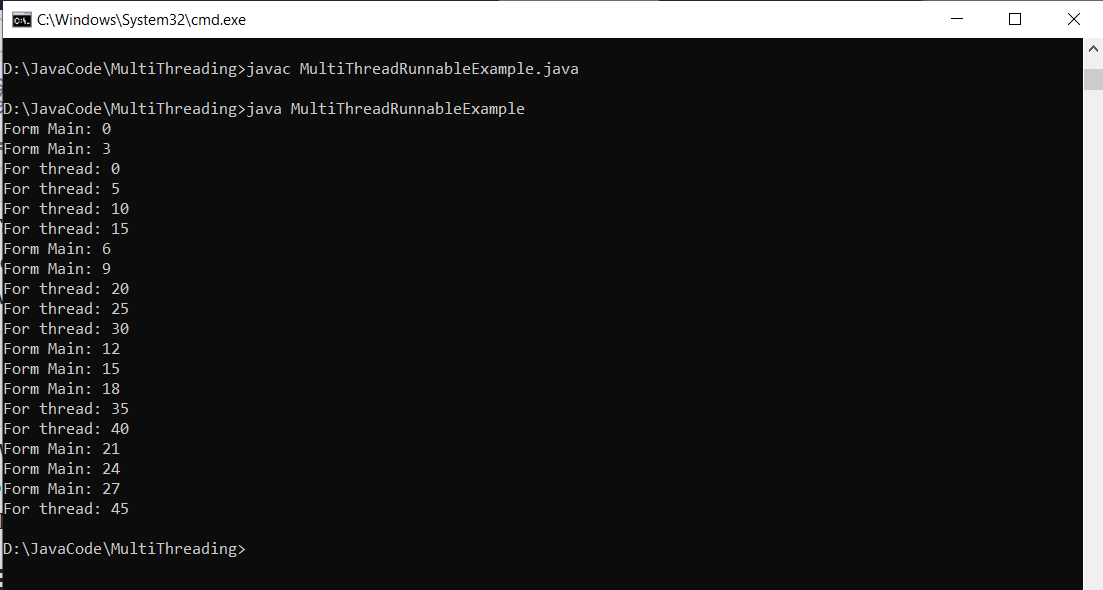 C:\Windows\System32\cmd.exe
D:\JavaCode\MultiThreading>javac MultiThreadRunnableExample.java
D:\JavaCode\MultiThreading>java MultiThreadRunnableExample
Form Main: 0
Form Main: 3
For thread: 0
For thread: 5
For thread: 10
For thread: 15
Form Main: 6
Form Main: 9
For thread: 20
For thread: 25
For thread: 30
Form Main: 12
Form Main: 15
Form Main: 18
For thread: 35
For thread: 40
Form Main: 21
Form Main: 24
Form Main: 27
For thread: 45
D:\JavaCode\MultiThreading>